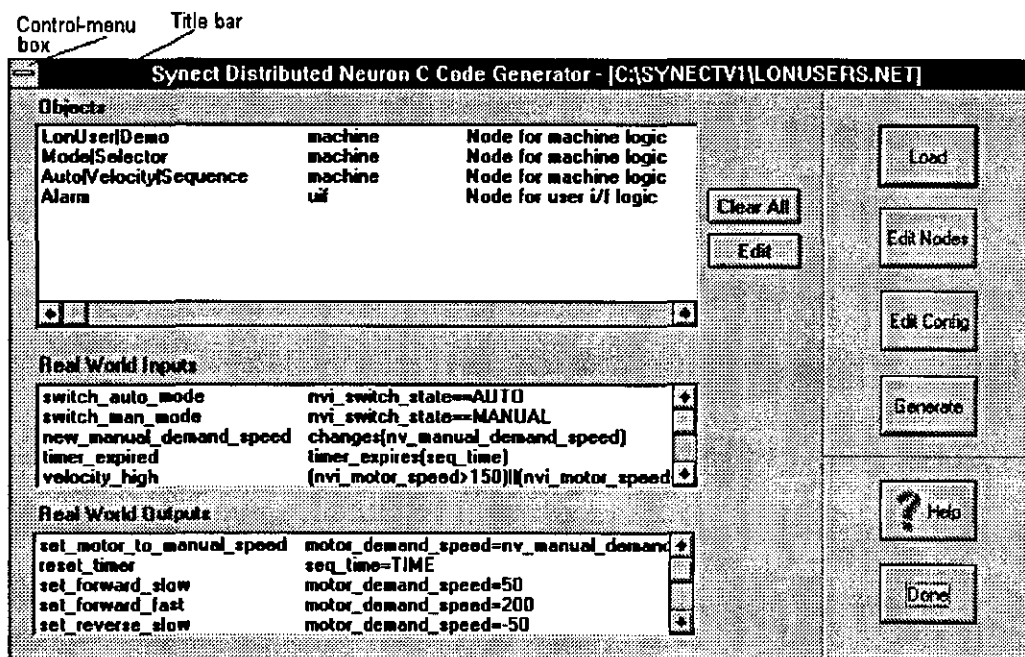 Control-menu box
Title bar
Synect Distributed Neuron C Code Generator - [C:\SYNECTV1\LONUSERS.NET]
Objects
LonUser|Demo machine Node for machine logic
Mode|Selector machine Node for machine logic
Auto|Velocity|Sequence machine Node for machine logic
Alarm uif Node for user i/f logic
Clear All
Edit
Real World Inputs
switch_auto_mode nvi_switch_state==AUTO
switch_man_mode nvi_switch_state==MANUAL
new_manual_demand_speed changes(nv_manual_demand_speed)
timer_expired timer_expires(seq_time)
velocity_high (nvi_motor_speed>150)||(nvi_motor_speed
Real World Outputs
set_motor_to_manual_speed motor_demand_speed=nv_manual_demand
reset_timer seq_time=TIME
set_forward_slow motor_demand_speed=50
set_forward_fast motor_demand_speed=200
set_reverse_slow motor_demand_speed=-50
Load
Edit Nodes
Edit Config
Generate
? Help
Done